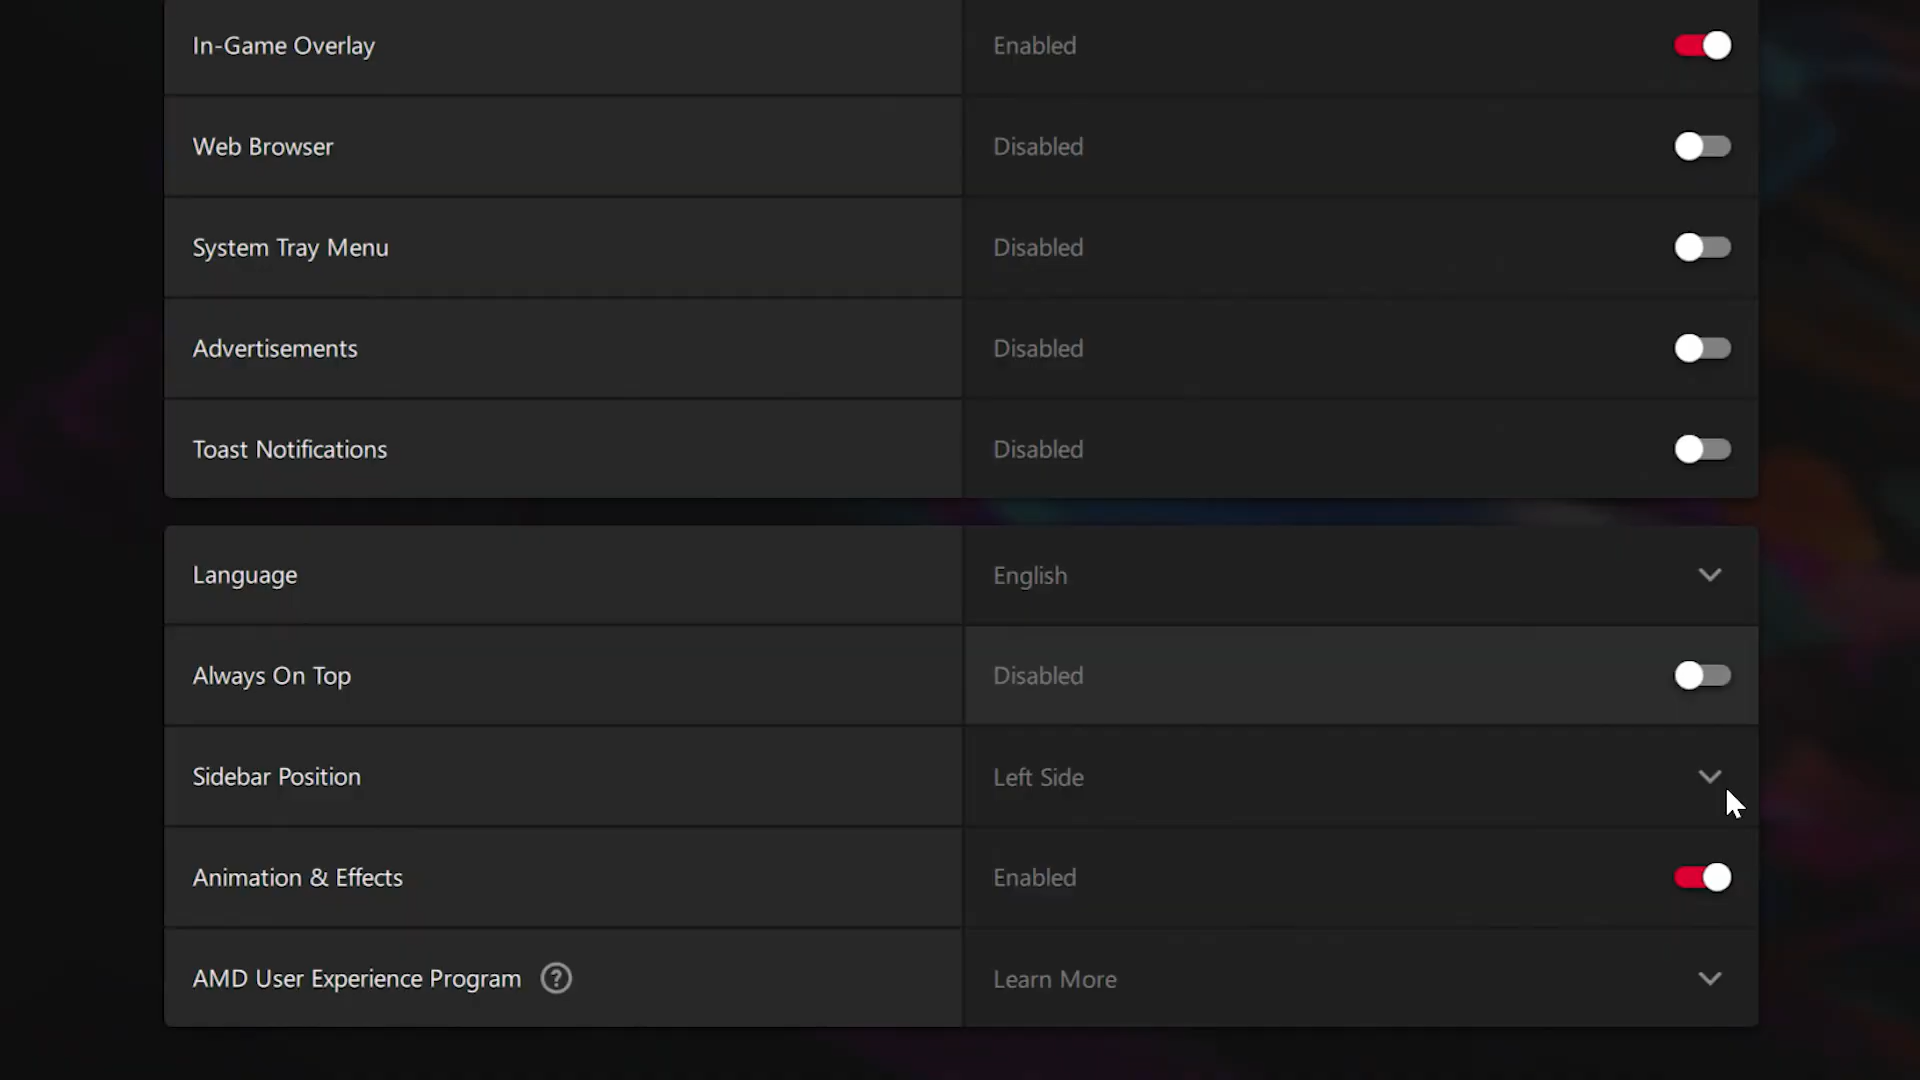 In-Game Overlay Enabled
Web Browser Disabled
System Tray Menu Disabled
Advertisements Disabled
Toast Notifications Disabled
Language English
Always On Top Disabled
Sidebar Position Left Side
Animation & Effects Enabled
AMD User Experience Program ? Learn More